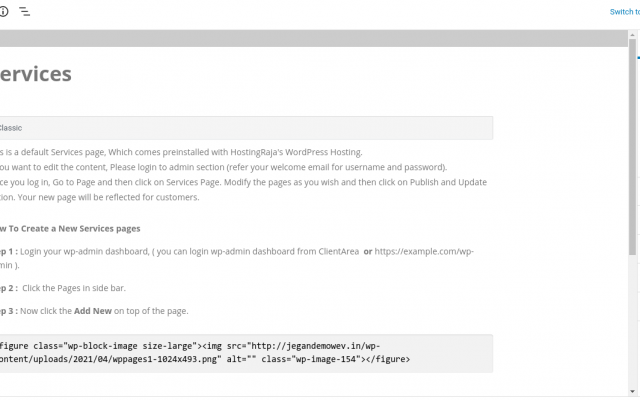 Switch to
ervices
Classic
s is a default Services page, Which comes preinstalled with HostingRaja's WordPress Hosting.
ou want to edit the content, Please login to admin section (refer your welcome email for username and password).
ce you log in, Go to Page and then click on Services Page. Modify the pages as you wish and then click on Publish and Update
tion. Your new page will be reflected for customers.
w To Create a New Services pages
ep 1 : Login your wp-admin dashboard, ( you can login wp-admin dashboard from ClientArea or https://example.com/wp-
min ).
ep 2 : Click the Pages in side bar.
ep 3 : Now click the Add New on top of the page.
figure class="wp-block-image size-large"><img src="http://jegandemowev.in/wp-
ontent/uploads/2021/04/wppages1-1024x493.png" alt="" class="wp-image-154"></figure>